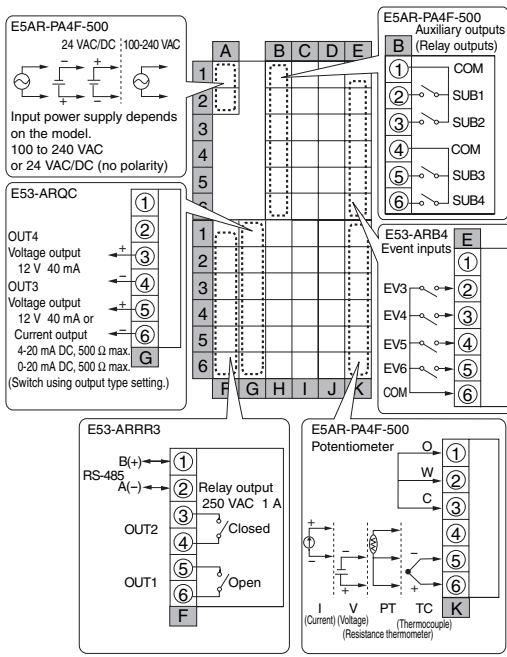 E5AR-PA4F-500
24 VAC/DC 100-240 VAC
+ − + −
− + − +
Input power supply depends
on the model.
100 to 240 VAC
or 24 VAC/DC (no polarity)
A B C D E
1
2
3
4
5
6
1
2
3
4
5
6
F G H I J K
E5AR-PA4F-500
Auxiliary outputs
(Relay outputs)
B
1 COM
2 SUB1
3 SUB2
4 COM
5 SUB3
6 SUB4
E53-ARQC
1
2
3
4
5
6
G
OUT4
Voltage output +
12 V 40 mA −
OUT3
Voltage output +
12 V 40 mA or
Current output −
4-20 mA DC, 500 Ω max.
0-20 mA DC, 500 Ω max.
(Switch using output type setting.)
E53-ARB4
Event inputs
E
1
EV3 2
EV4 3
EV5 4
EV6 5
COM 6
E53-ARRR3
B(+) 1
RS-485
A(−) 2
Relay output
250 VAC 1 A
3
OUT2 Closed
4
5
OUT1 Open
6
F
E5AR-PA4F-500
Potentiometer
O 1
W 2
C 3
4
5
6
K
+ −
− +
− +
I V PT TC
(Current) (Voltage) (Thermocouple)
(Resistance thermometer)